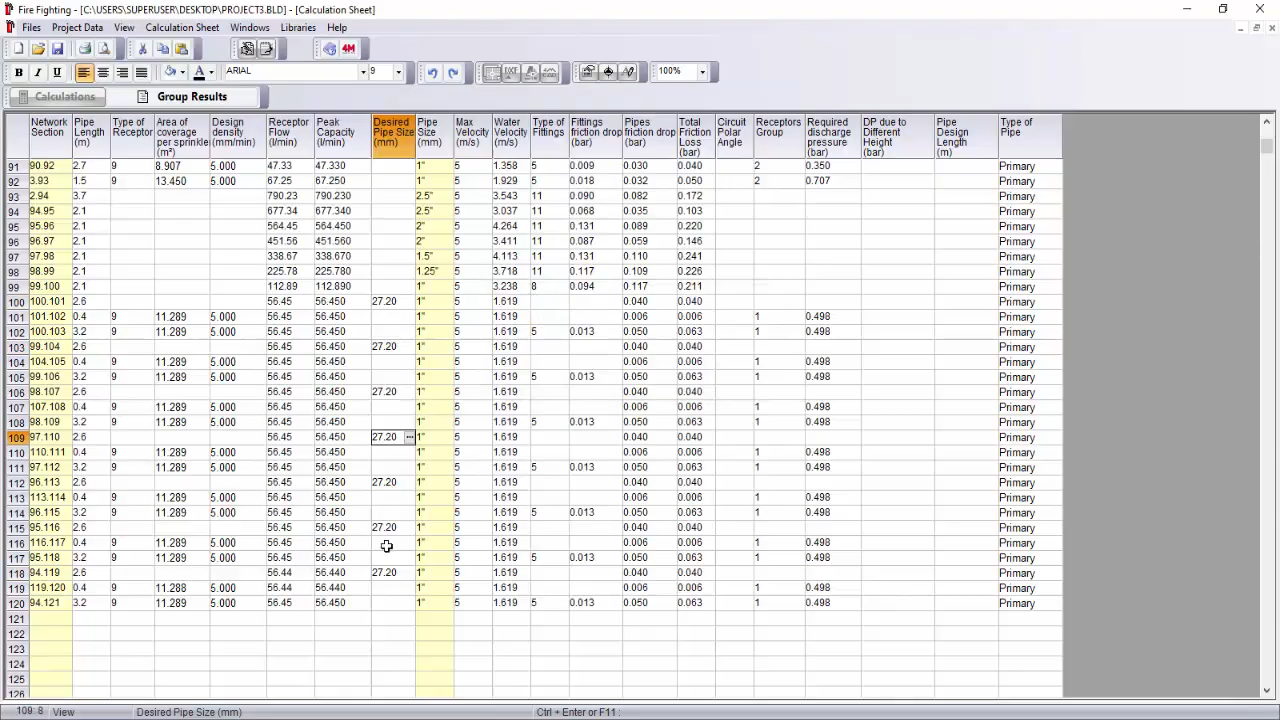 Fire Fighting - [C:\USERS\SUPERUSER\DESKTOP\PROJECT3.BLD] - [Calculation Sheet]
Files Project Data View Calculation Sheet Windows Libraries Help
4M
B I U A ARIAL 9 100%
Calculations Group Results
Network Section Pipe Length (m) Type of Receptor Area of coverage per sprinkle (m²) Design density (mm/min) Receptor Flow (l/min) Peak Capacity (l/min) Desired Pipe Size (mm) Pipe Size (mm) Max Velocity (m/s) Water Velocity (m/s) Type of Fittings Fittings friction drop (bar) Pipes friction drop (bar) Total Friction Loss (bar) Circuit Polar Angle Receptors Group Required discharge pressure (bar) DP due to Different Height (bar) Pipe Design Length (m) Type of Pipe
91 90.92 2.7 9 8.907 5.000 47.33 47.330 1" 5 1.358 5 0.009 0.030 0.040 2 0.350 Primary
92 3.93 1.5 9 13.450 5.000 67.25 67.250 1" 5 1.929 5 0.018 0.032 0.050 2 0.707 Primary
93 2.94 3.7 790.23 790.230 2.5" 5 3.543 11 0.090 0.082 0.172 Primary
94 94.95 2.1 677.34 677.340 2.5" 5 3.037 11 0.068 0.035 0.103 Primary
95 95.96 2.1 564.45 564.450 2" 5 4.264 11 0.131 0.089 0.220 Primary
96 96.97 2.1 451.56 451.560 2" 5 3.411 11 0.087 0.059 0.146 Primary
97 97.98 2.1 338.67 338.670 1.5" 5 4.113 11 0.131 0.110 0.241 Primary
98 98.99 2.1 225.78 225.780 1.25" 5 3.718 11 0.117 0.109 0.226 Primary
99 99.100 2.1 112.89 112.890 1" 5 3.238 8 0.094 0.117 0.211 Primary
100 100.101 2.6 56.45 56.450 27.20 1" 5 1.619 0.040 0.040 Primary
101 101.102 0.4 9 11.289 5.000 56.45 56.450 1" 5 1.619 0.006 0.006 1 0.498 Primary
102 100.103 3.2 9 11.289 5.000 56.45 56.450 1" 5 1.619 5 0.013 0.050 0.063 1 0.498 Primary
103 99.104 2.6 56.45 56.450 27.20 1" 5 1.619 0.040 0.040 Primary
104 104.105 0.4 9 11.289 5.000 56.45 56.450 1" 5 1.619 0.006 0.006 1 0.498 Primary
105 99.106 3.2 9 11.289 5.000 56.45 56.450 1" 5 1.619 5 0.013 0.050 0.063 1 0.498 Primary
106 98.107 2.6 56.45 56.450 27.20 1" 5 1.619 0.040 0.040 Primary
107 107.108 0.4 9 11.289 5.000 56.45 56.450 1" 5 1.619 0.006 0.006 1 0.498 Primary
108 98.109 3.2 9 11.289 5.000 56.45 56.450 1" 5 1.619 5 0.013 0.050 0.063 1 0.498 Primary
109 97.110 2.6 56.45 56.450 27.20 ... 1" 5 1.619 0.040 0.040 Primary
110 110.111 0.4 9 11.289 5.000 56.45 56.450 1" 5 1.619 0.006 0.006 1 0.498 Primary
111 97.112 3.2 9 11.289 5.000 56.45 56.450 1" 5 1.619 5 0.013 0.050 0.063 1 0.498 Primary
112 96.113 2.6 56.45 56.450 27.20 1" 5 1.619 0.040 0.040 Primary
113 113.114 0.4 9 11.289 5.000 56.45 56.450 1" 5 1.619 0.006 0.006 1 0.498 Primary
114 96.115 3.2 9 11.289 5.000 56.45 56.450 1" 5 1.619 5 0.013 0.050 0.063 1 0.498 Primary
115 95.116 2.6 56.45 56.450 27.20 1" 5 1.619 0.040 0.040 Primary
116 116.117 0.4 9 11.289 5.000 56.45 56.450 1" 5 1.619 0.006 0.006 1 0.498 Primary
117 95.118 3.2 9 11.289 5.000 56.45 56.450 1" 5 1.619 5 0.013 0.050 0.063 1 0.498 Primary
118 94.119 2.6 56.44 56.440 27.20 1" 5 1.619 0.040 0.040 Primary
119 119.120 0.4 9 11.288 5.000 56.44 56.440 1" 5 1.619 0.006 0.006 1 0.498 Primary
120 94.121 3.2 9 11.289 5.000 56.45 56.450 1" 5 1.619 5 0.013 0.050 0.063 1 0.498 Primary
121
122
123
124
125
126
109: 8 View Desired Pipe Size (mm) Ctrl + Enter or F11 :